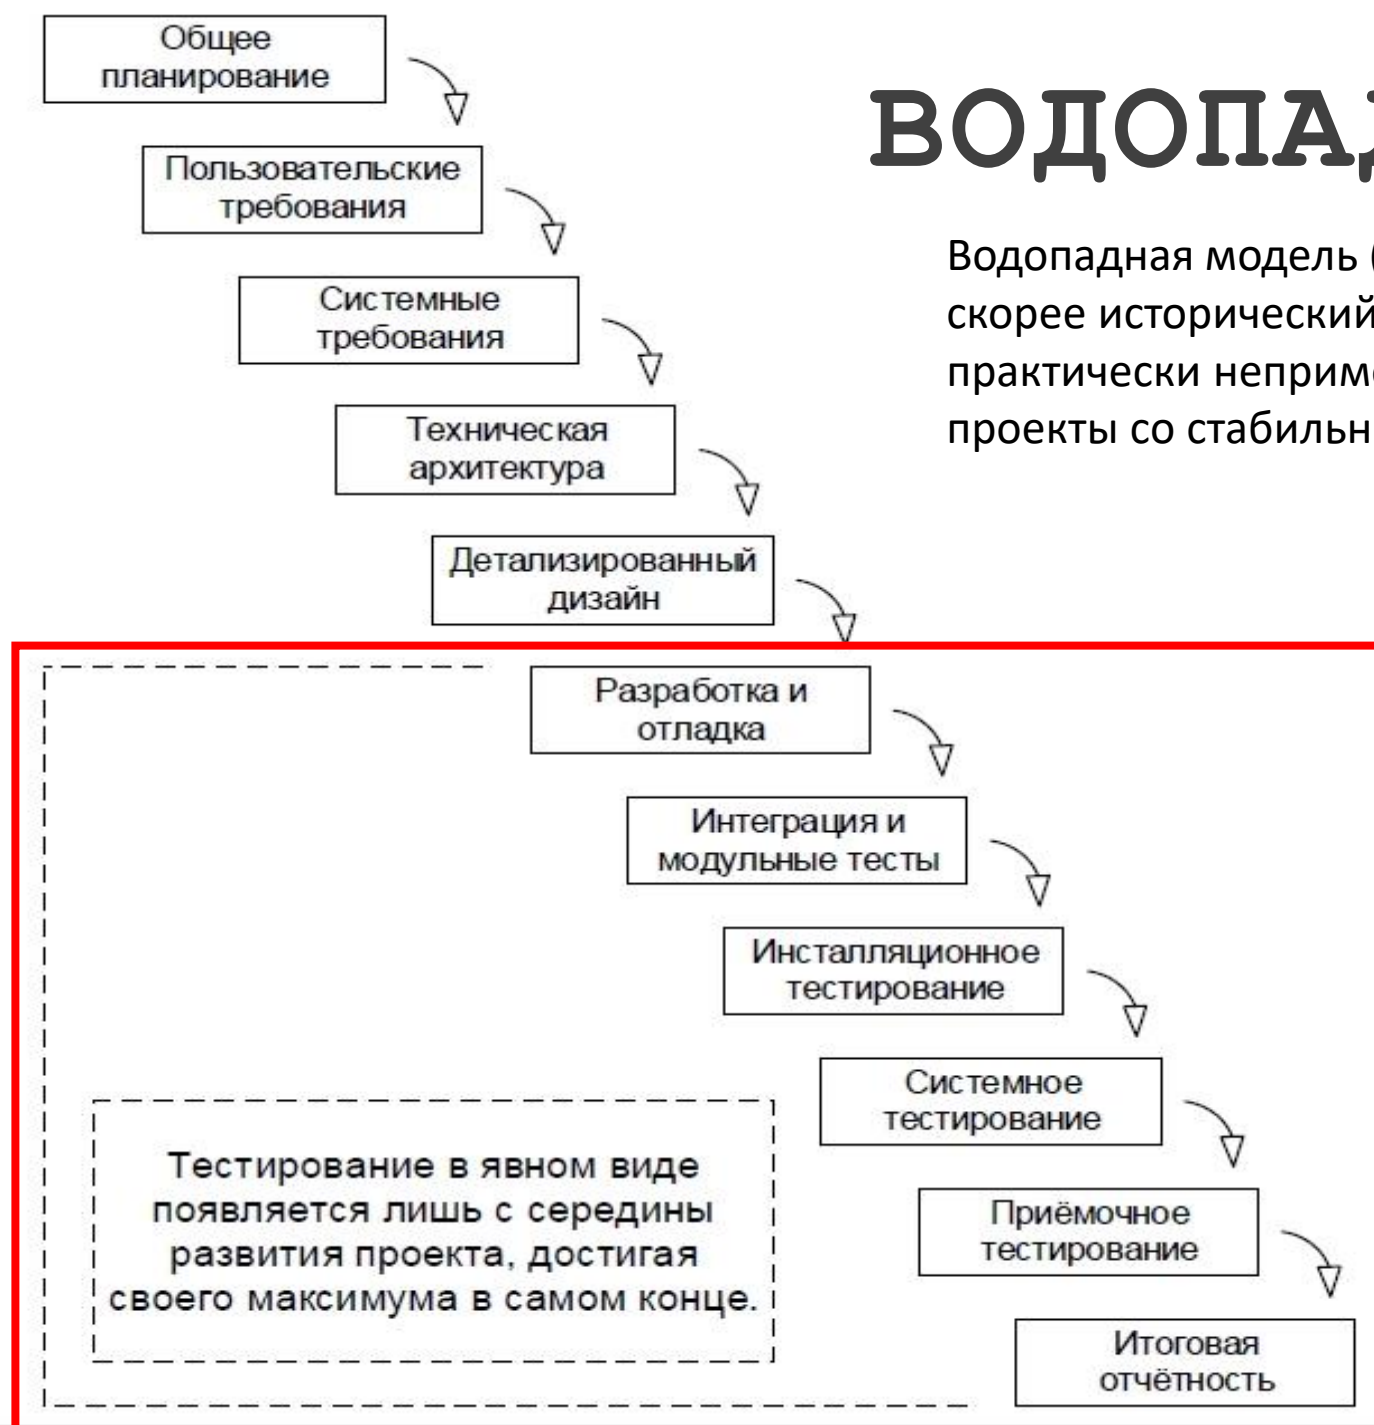 Общее
планирование
ВОДОПАД
Пользовательские
требования
Водопадная модель (
скорее исторический
практически неприм
проекты со стабильн
Системные
требования
Техническая
архитектура
Детализированный
дизайн
Разработка и
отладка
Интеграция и
модульные тесты
Инсталляционное
тестирование
Системное
тестирование
Тестирование в явном виде
появляется лишь с середины
развития проекта, достигая
своего максимума в самом конце.
Приёмочное
тестирование
Итоговая
отчётность